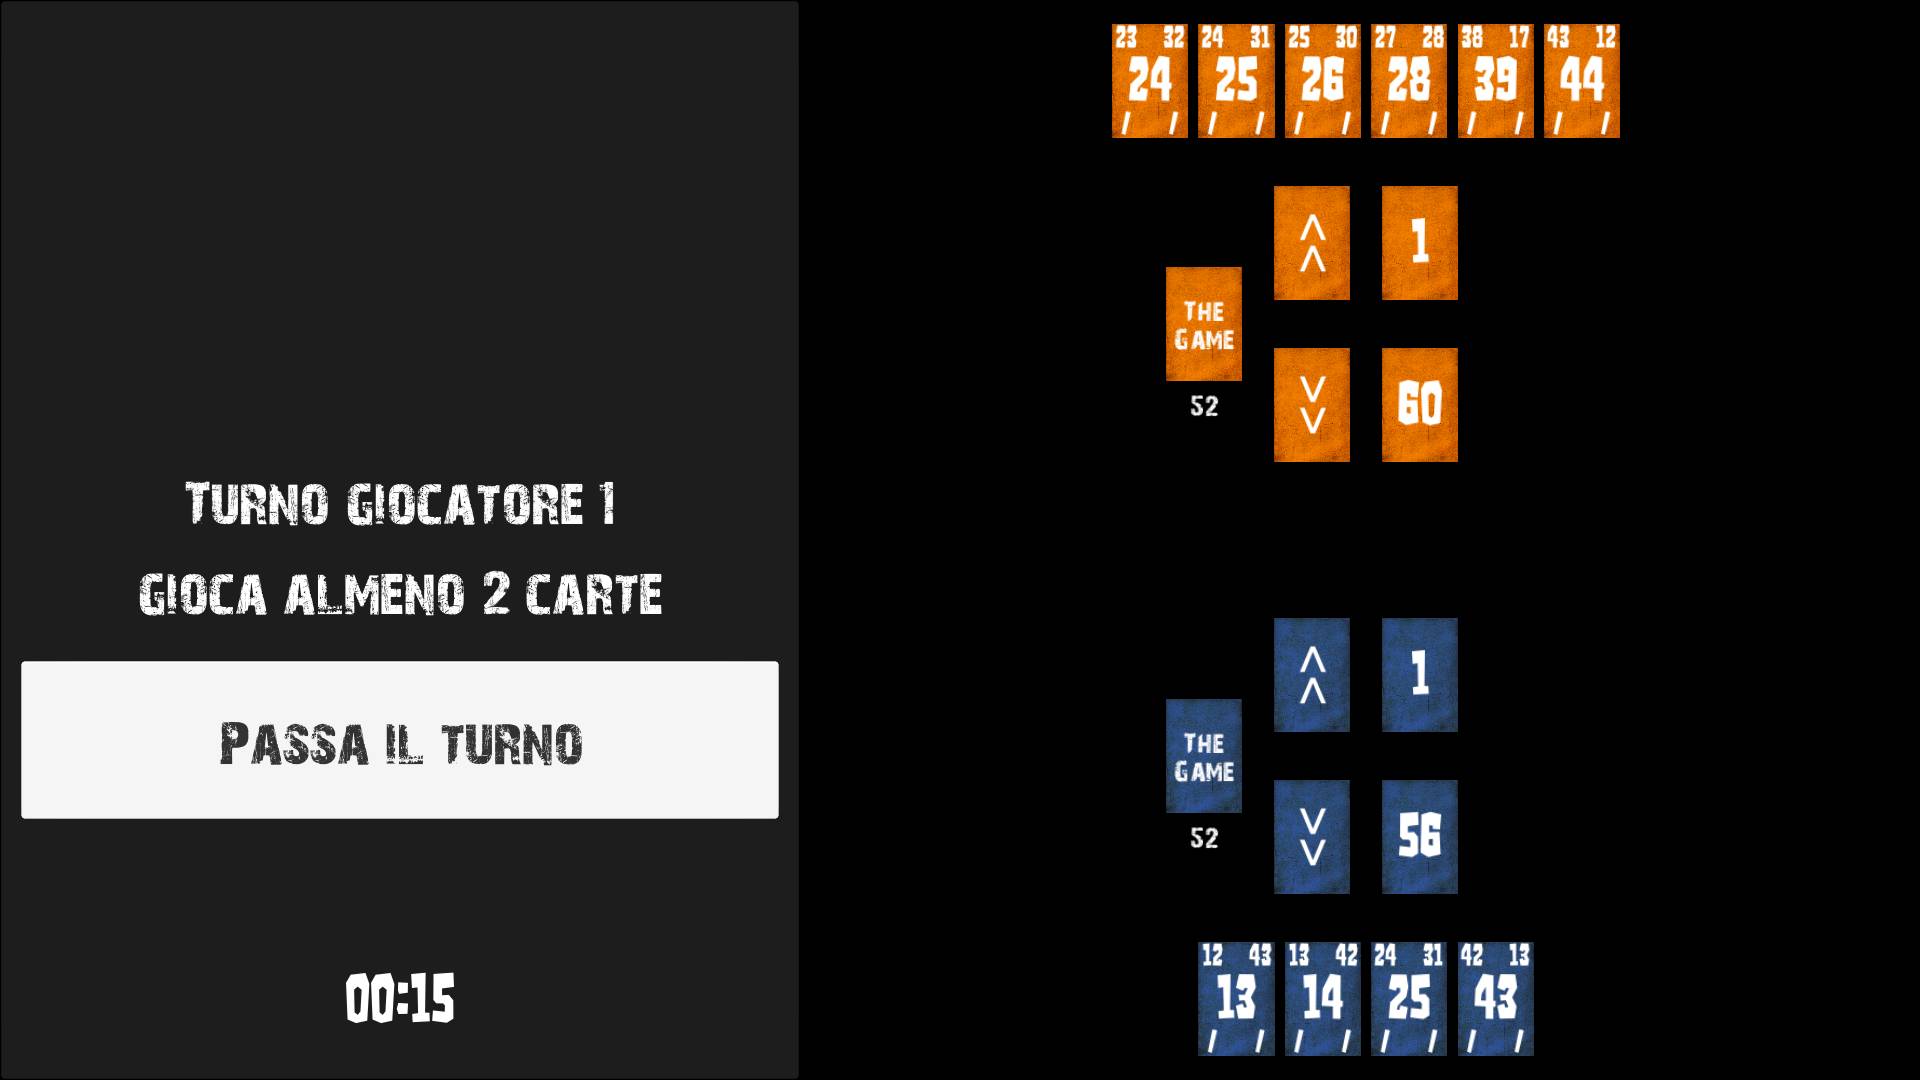 23 32 24 31 25 30 27 28 38 17 43 12
24 25 26 28 39 44
/ / / / / / / / / / / /
^ 1
^
THE
GAME
52
V 60
V
TURNO GIOCATORE 1
GIOCA ALMENO 2 CARTE
PASSA IL TURNO
00:15
^ 1
^
THE
GAME
52
V 56
V
12 43 13 42 24 31 42 13
13 14 25 43
/ / / / / / / /